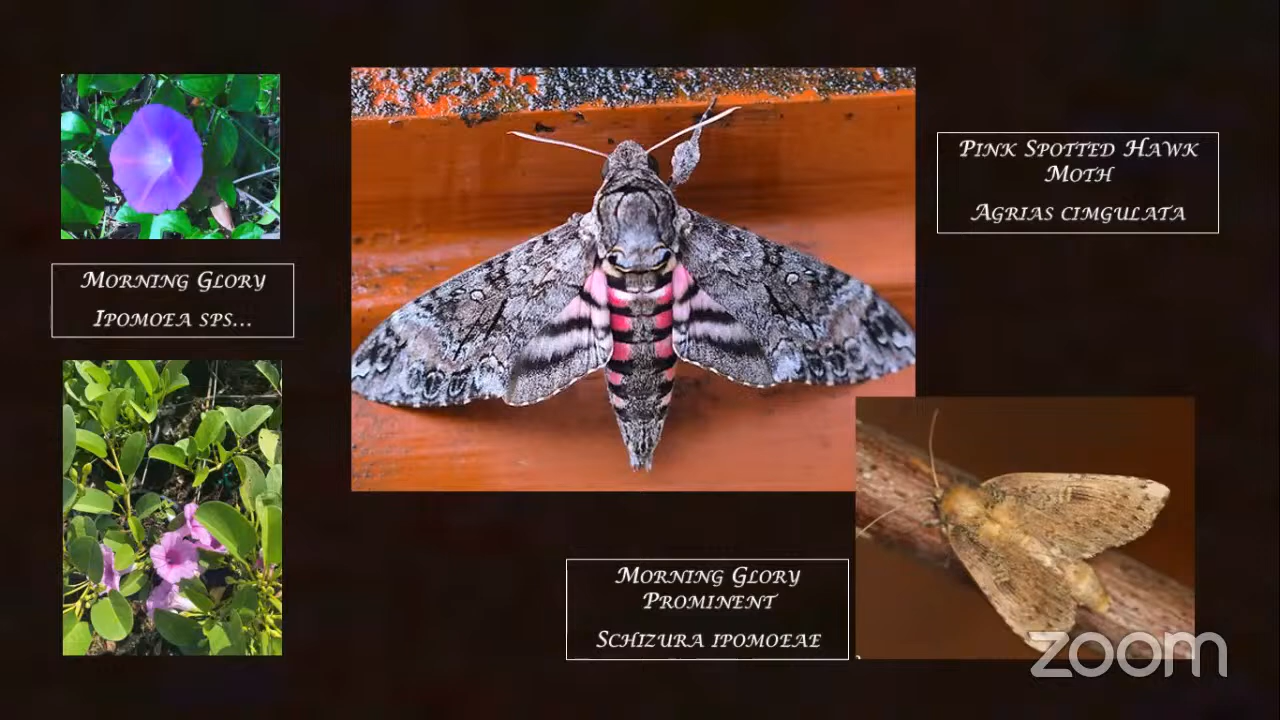 Morning Glory
Ipomoea sps...
Pink Spotted Hawk
Moth
Agrias cimgulata
Morning Glory
Prominent
Schizura ipomoeae
zoom